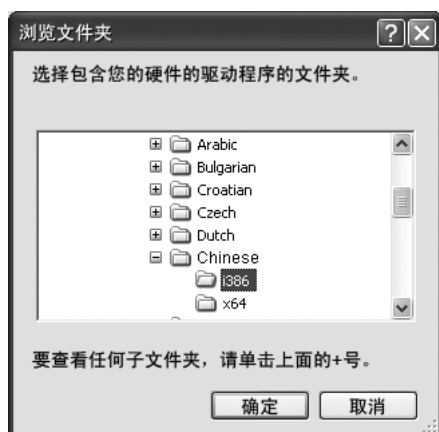 浏览文件夹
选择包含您的硬件的驱动程序的文件夹。
Arabic
Bulgarian
Croatian
Czech
Dutch
Chinese
i386
x64
要查看任何子文件夹，请单击上面的+号。
确定 取消